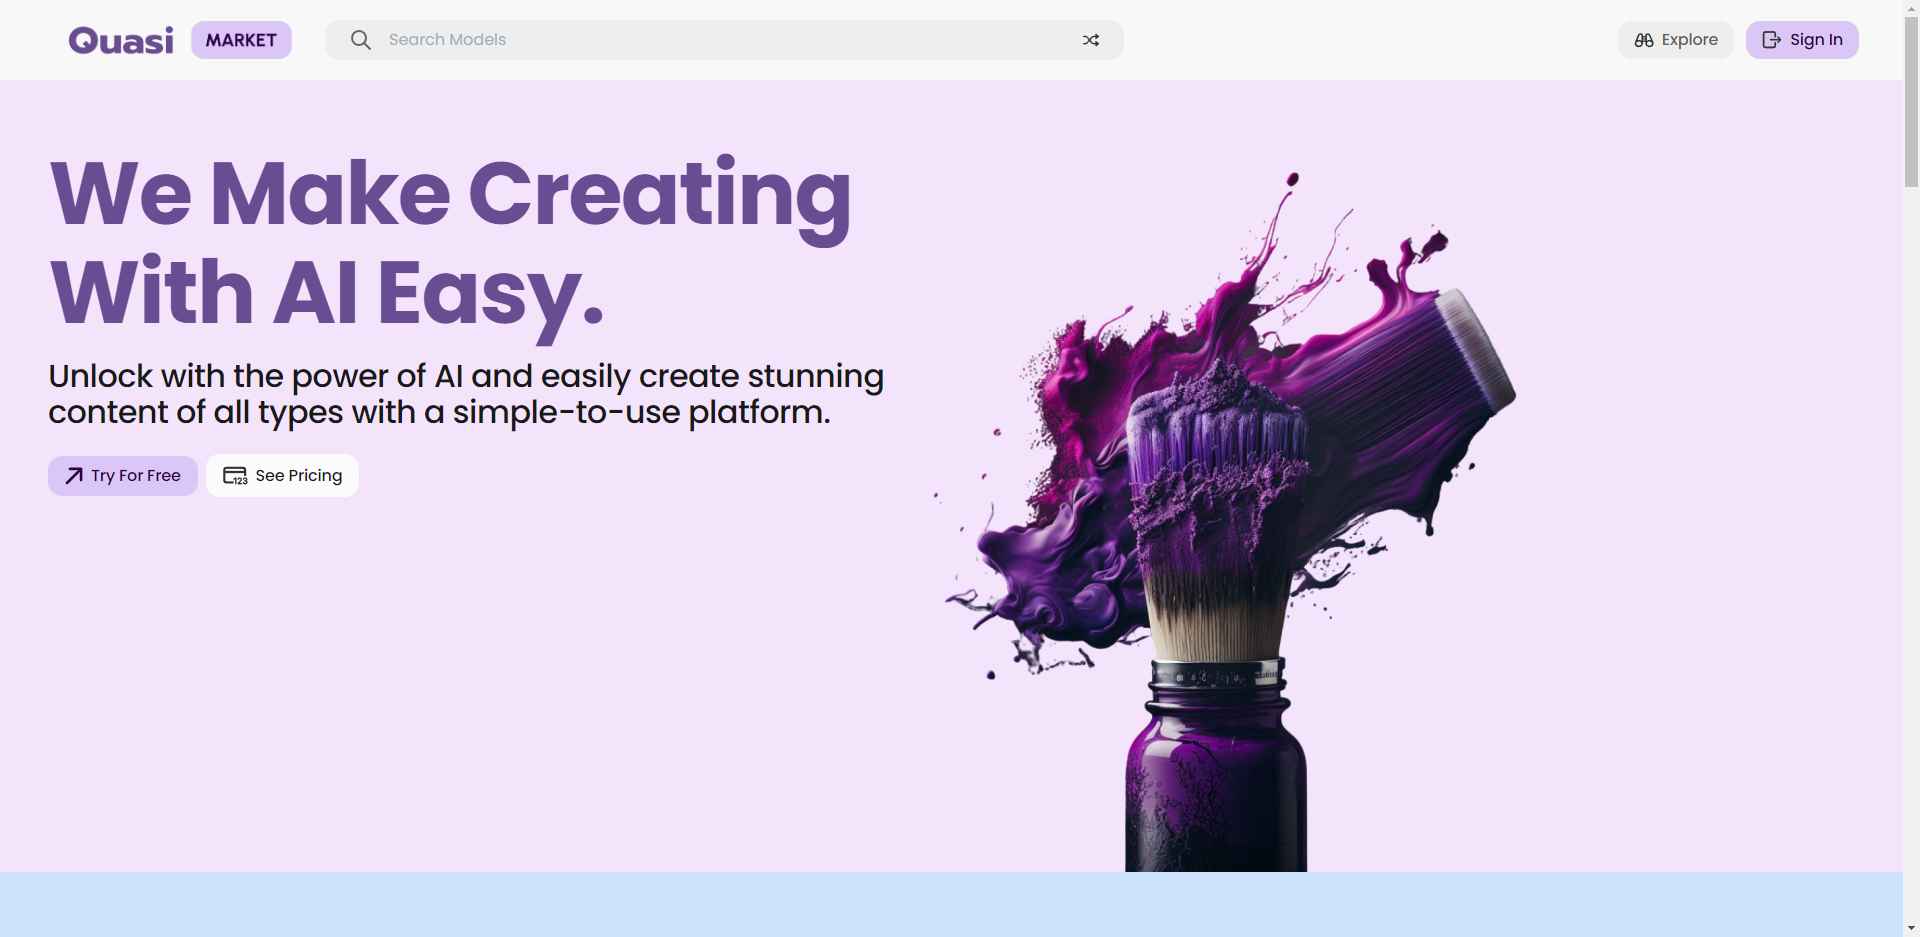 Quasi MARKET
Search Models
Explore
Sign In
We Make Creating
With AI Easy.
Unlock with the power of AI and easily create stunning
content of all types with a simple-to-use platform.
Try For Free
123 See Pricing